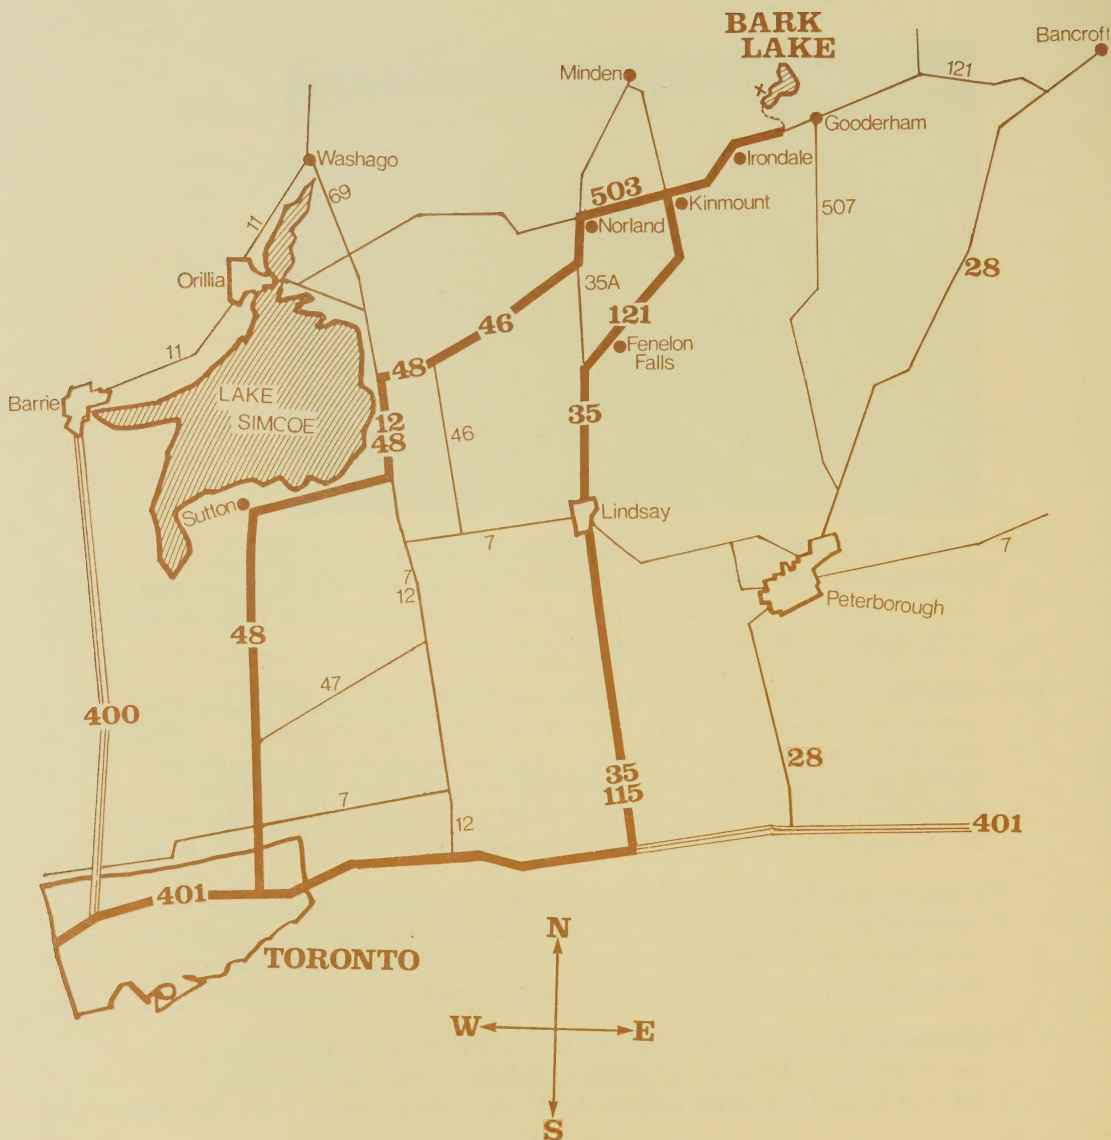 BARK
LAKE
Bancroft
Minden
121
Gooderham
Washago
Irondale
69
503
Kinmount
11
Norland
507
28
Orillia
35A
46
121
11
Fenelon
Falls
48
LAKE
SIMCOE
Barrie
12
48
35
46
Sutton
Lindsay
7
7
7
12
Peterborough
48
47
400
28
35
115
7
12
401
401
N
TORONTO
W
E
S